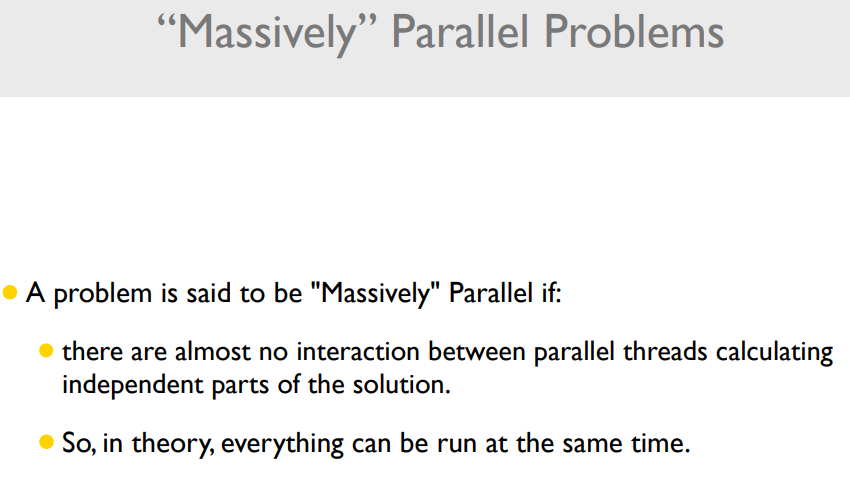 “Massively” Parallel Problems
A problem is said to be "Massively" Parallel if:
there are almost no interaction between parallel threads calculating
independent parts of the solution.
So, in theory, everything can be run at the same time.